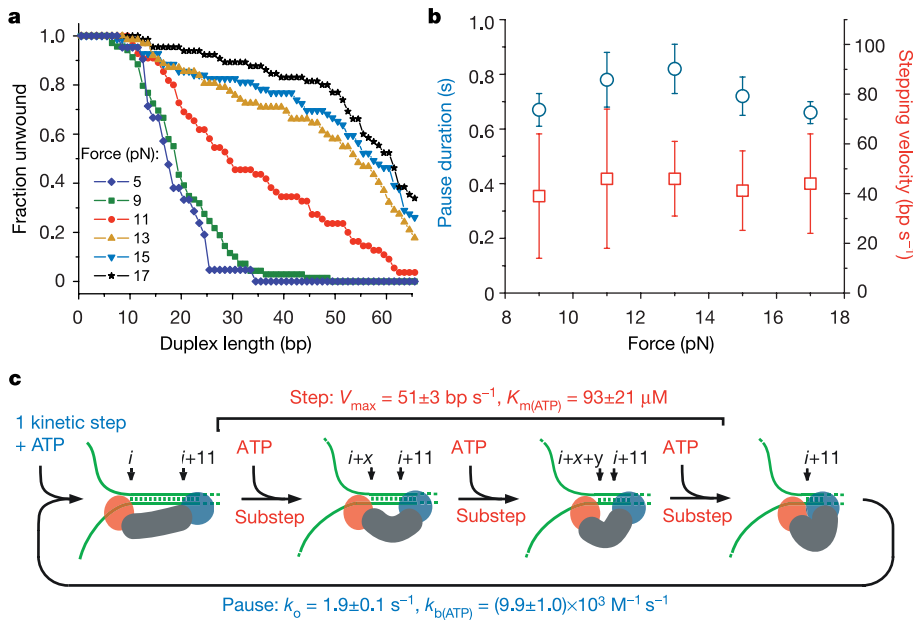 a
Fraction unwound
1.0
0.8
0.6
0.4
0.2
0
Force (pN):
5
9
11
13
15
17
0 10 20 30 40 50 60
Duplex length (bp)
b
Pause duration (s)
1.0
0.8
0.6
0.4
0.2
0
8 10 12 14 16 18
Force (pN)
100
80
60
40
20
0
Stepping velocity
(bp s⁻¹)
c
Step: Vmax = 51±3 bp s⁻¹, Km(ATP) = 93±21 μM
1 kinetic step
+ ATP
i i+11
ATP
Substep
i+x i+11
ATP
Substep
i+x+y i+11
ATP
Substep
i+11
Pause: ko = 1.9±0.1 s⁻¹, kb(ATP) = (9.9±1.0)×10³ M⁻¹ s⁻¹